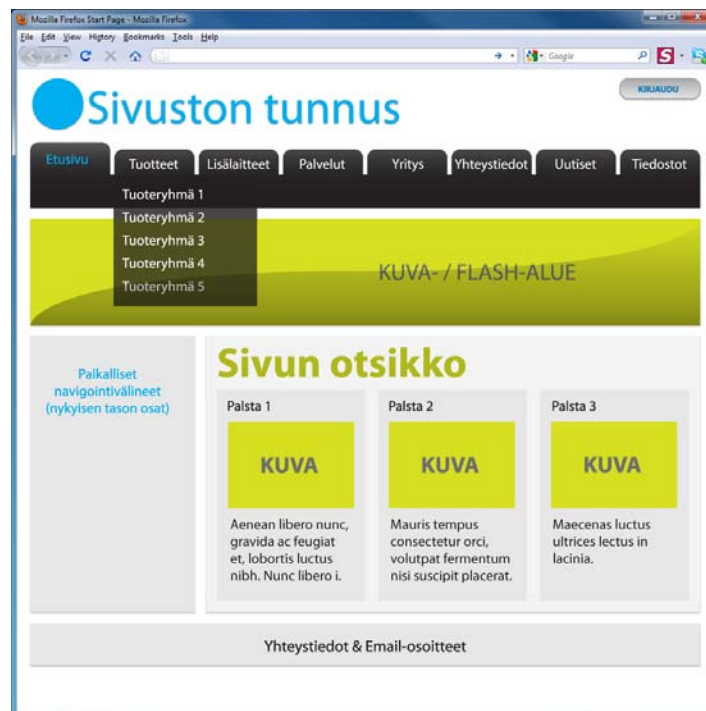 Mozilla Firefox Start Page - Mozilla Firefox
File Edit View History Bookmarks Tools Help
Google
S
S
Sivuston tunnus
KIRJAUDU
Etusivu Tuotteet Lisälaitteet Palvelut Yritys Yhteystiedot Uutiset Tiedostot
Tuoteryhmä 1
Tuoteryhmä 2
Tuoteryhmä 3
Tuoteryhmä 4
Tuoteryhmä 5
KUVA- / FLASH-ALUE
Paikalliset
navigointivälineet
(nykyisen tason osat)
Sivun otsikko
Palsta 1
KUVA
Aenean libero nunc,
gravida ac feugiat
et, lobortis luctus
nibh. Nunc libero i.
Palsta 2
KUVA
Mauris tempus
consectetur orci,
volutpat fermentum
nisi suscipit placerat.
Palsta 3
KUVA
Maecenas luctus
ultrices lectus in
lacinia.
Yhteystiedot & Email-osoitteet